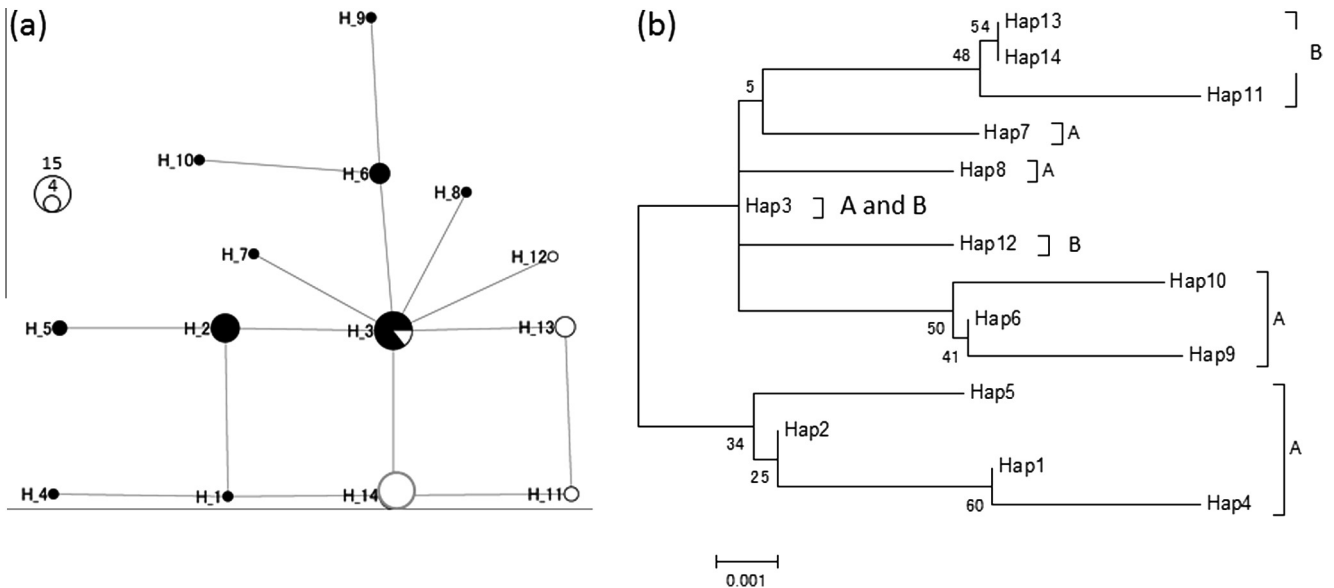 (a)
H_9
15
4
H_10
H_6
H_8
H_7
H_12
H_5
H_2
H_3
H_13
H_4
H_1
H_14
H_11
(b)
54
Hap13
48
Hap14
B
5
Hap11
Hap7
A
Hap8
A
Hap3
A and B
Hap12
B
Hap10
50
Hap6
A
41
Hap9
Hap5
34
Hap2
A
25
Hap1
60
Hap4
0.001